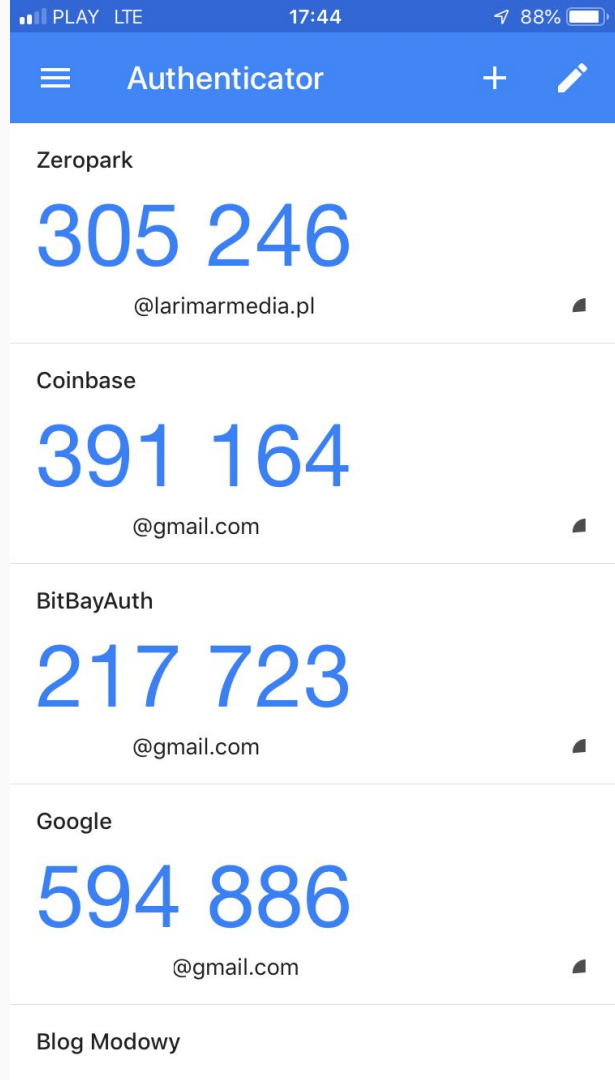 PLAY LTE 17:44 88%
Authenticator
Zeropark
305 246
@larimarmedia.pl
Coinbase
391 164
@gmail.com
BitBayAuth
217 723
@gmail.com
Google
594 886
@gmail.com
Blog Modowy